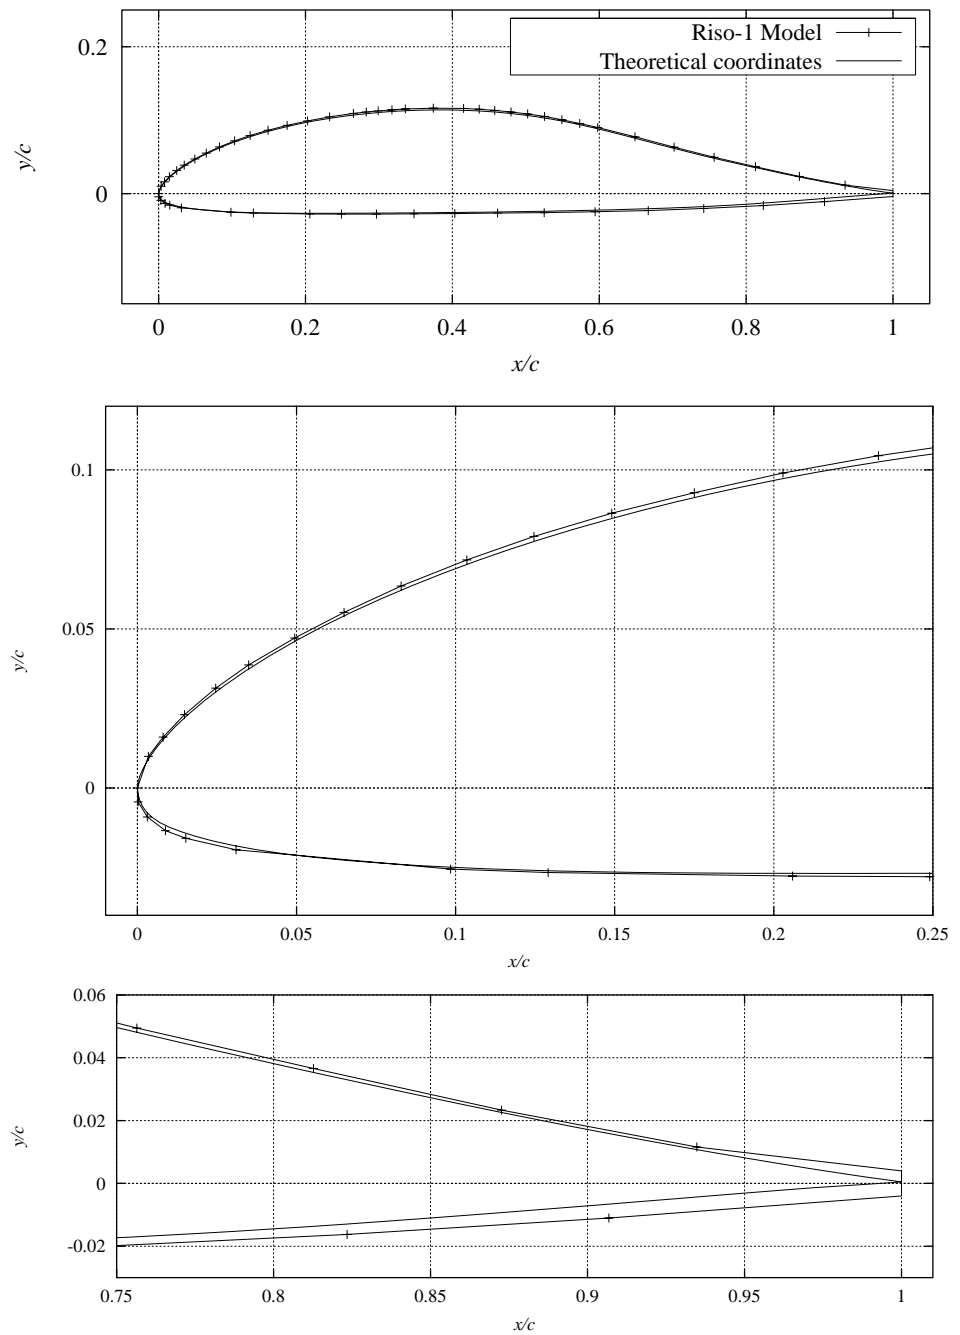 0.2
0
y/c
Riso-1 Model
Theoretical coordinates
0 0.2 0.4 0.6 0.8 1
x/c
0.1
0.05
0
y/c
0 0.05 0.1 0.15 0.2 0.25
x/c
0.06
0.04
0.02
0
-0.02
y/c
0.75 0.8 0.85 0.9 0.95 1
x/c